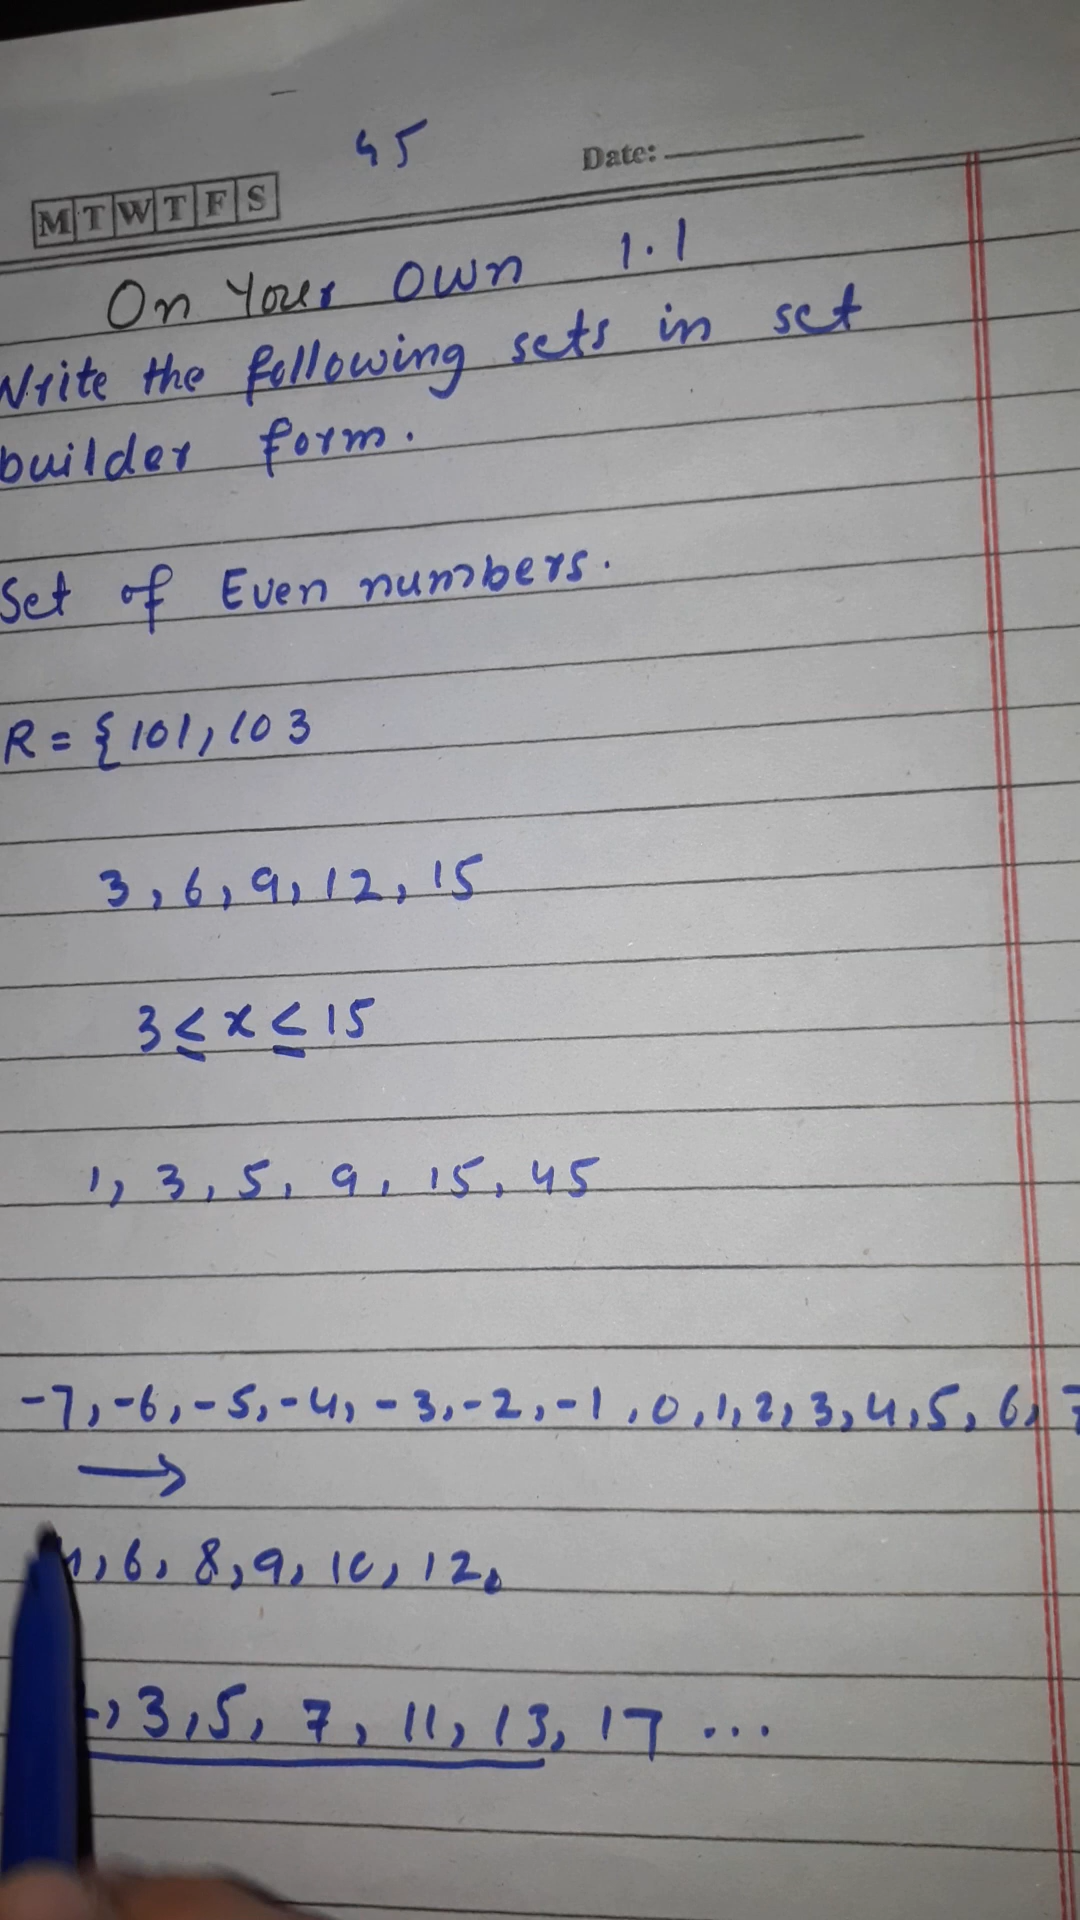 45
Date:
M T W T F S
On Your Own 1.1
Write the following sets in set
builder form.
Set of Even numbers.
R = { 101, 103
3, 6, 9, 12, 15
3 ≤ x ≤ 15
1, 3, 5, 9, 15, 45
-7, -6, -5, -4, -3, -2, -1, 0, 1, 2, 3, 4, 5, 6, 7
→
, 6, 8, 9, 10, 12,
, 3, 5, 7, 11, 13, 17 ...